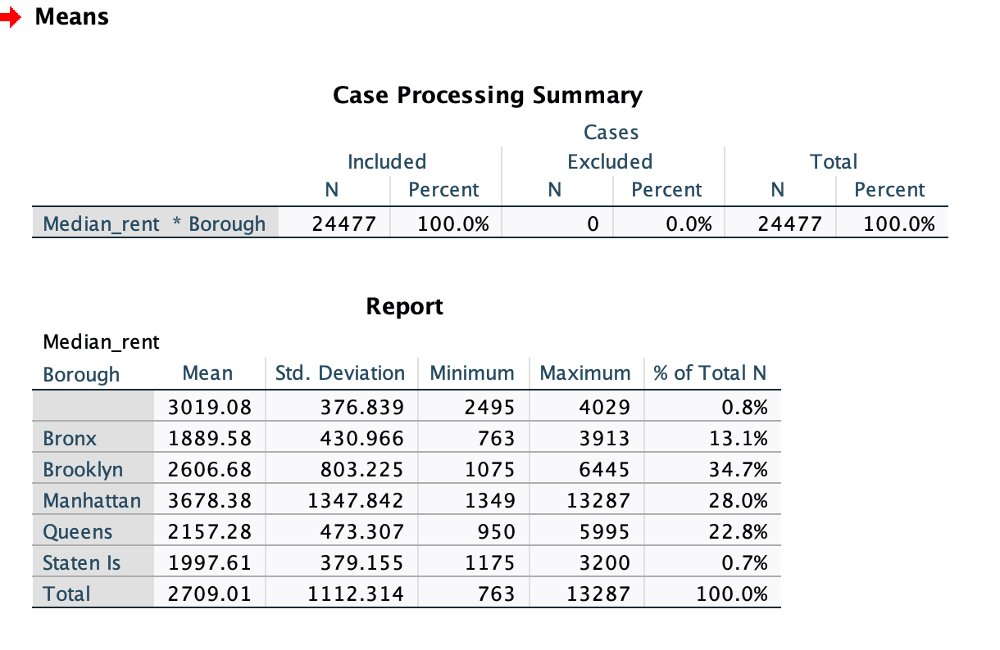 Means
Case Processing Summary
Cases
Included Excluded Total
N Percent N Percent N Percent
Median_rent * Borough 24477 100.0% 0 0.0% 24477 100.0%
Report
Median_rent
Borough Mean Std. Deviation Minimum Maximum % of Total N
3019.08 376.839 2495 4029 0.8%
Bronx 1889.58 430.966 763 3913 13.1%
Brooklyn 2606.68 803.225 1075 6445 34.7%
Manhattan 3678.38 1347.842 1349 13287 28.0%
Queens 2157.28 473.307 950 5995 22.8%
Staten Is 1997.61 379.155 1175 3200 0.7%
Total 2709.01 1112.314 763 13287 100.0%